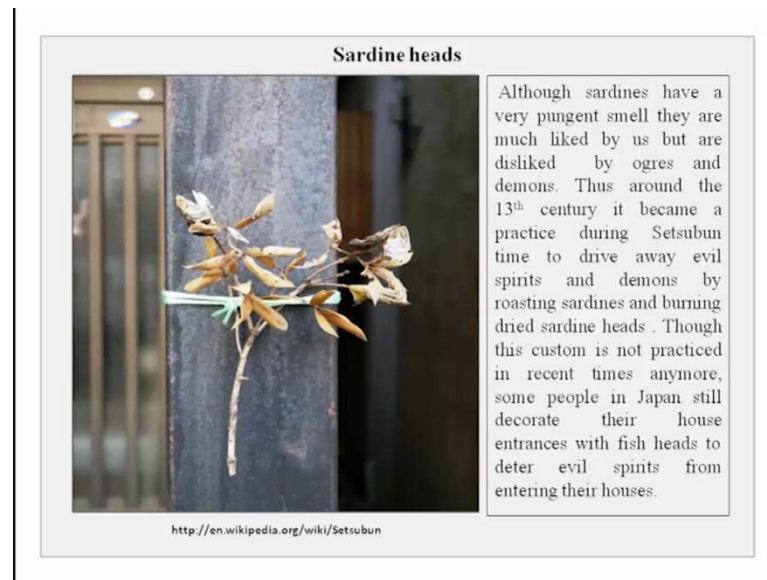 Sardine heads
Although sardines have a
very pungent smell they are
much liked by us but are
disliked by ogres and
demons. Thus around the
13th century it became a
practice during Setsubun
time to drive away evil
spirits and demons by
roasting sardines and burning
dried sardine heads . Though
this custom is not practiced
in recent times anymore,
some people in Japan still
decorate their house
entrances with fish heads to
deter evil spirits from
entering their houses.
http://en.wikipedia.org/wiki/Setsubun